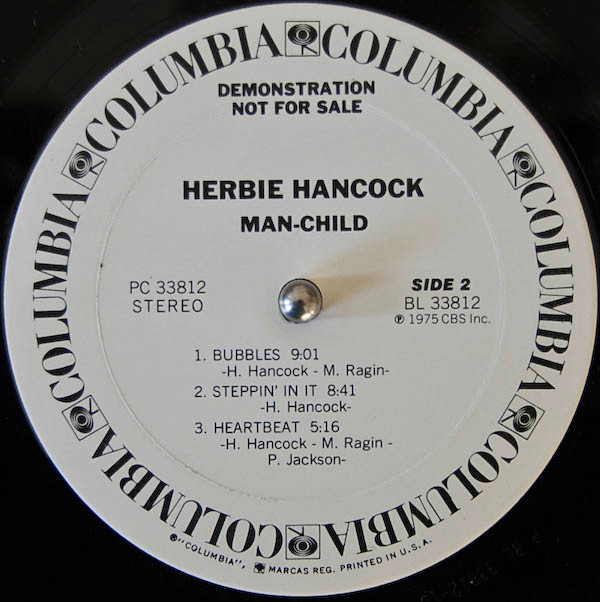 COLUMBIA COLUMBIA COLUMBIA COLUMBIA COLUMBIA COLUMBIA COLUMBIA COLUMBIA
DEMONSTRATION
NOT FOR SALE
HERBIE HANCOCK
MAN-CHILD
PC 33812
STEREO
SIDE 2
BL 33812
℗ 1975 CBS Inc.
1. BUBBLES 9:01
-H. Hancock - M. Ragin-
2. STEPPIN' IN IT 8:41
-H. Hancock-
3. HEARTBEAT 5:16
-H. Hancock - M. Ragin -
P. Jackson-
®"COLUMBIA", MARCAS REG. PRINTED IN U.S.A.